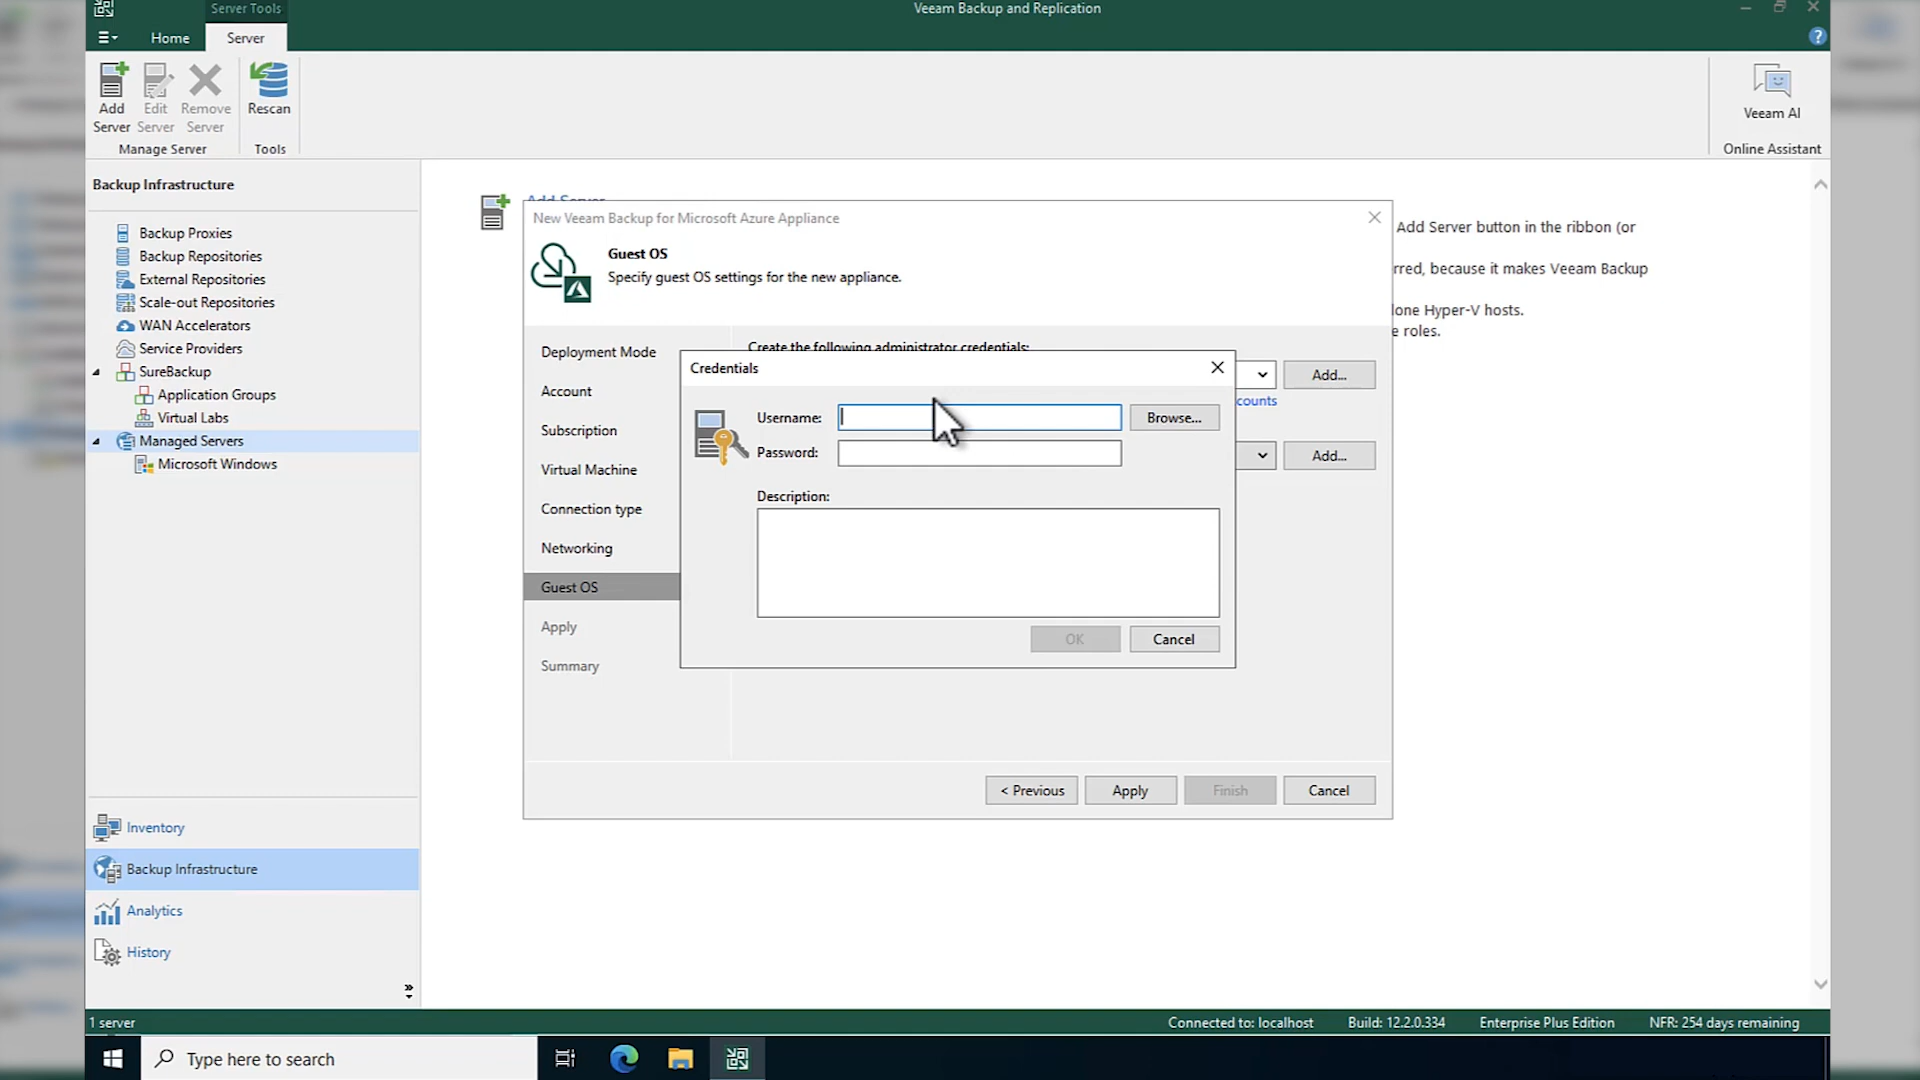 Server Tools
Veeam Backup and Replication
Home
Server
Add
Server
Edit
Server
Remove
Server
Rescan
Manage Server
Tools
Veeam AI
Online Assistant
Backup Infrastructure
Backup Proxies
Backup Repositories
External Repositories
Scale-out Repositories
WAN Accelerators
Service Providers
SureBackup
Application Groups
Virtual Labs
Managed Servers
Microsoft Windows
Inventory
Backup Infrastructure
Analytics
History
Add Server
Add Server button in the ribbon (or
rred, because it makes Veeam Backup
lone Hyper-V hosts.
e roles.
New Veeam Backup for Microsoft Azure Appliance
Guest OS
Specify guest OS settings for the new appliance.
Deployment Mode
Account
Subscription
Virtual Machine
Connection type
Networking
Guest OS
Apply
Summary
Create the following administrator credentials:
Add...
counts
Add...
Credentials
Username:
Browse...
Password:
Description:
OK
Cancel
< Previous
Apply
Finish
Cancel
1 server
Connected to: localhost
Build: 12.2.0.334
Enterprise Plus Edition
NFR: 254 days remaining
Type here to search